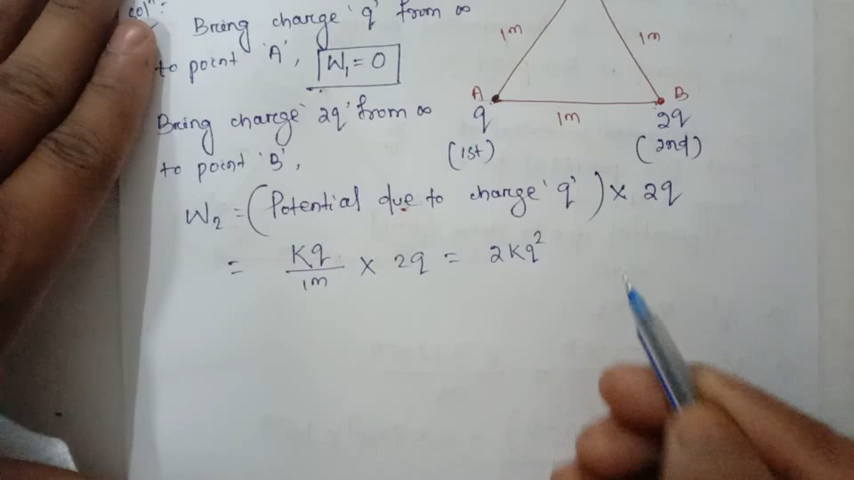 Solⁿ:-
Bring charge 'q' from ∞
to point 'A', W₁ = 0
1m
1m
A
B
1m
q
2q
(1st)
(2nd)
Bring charge 2q' from ∞
to point 'B',
W₂ = (Potential due to charge 'q') × 2q
= Kq/1m × 2q = 2Kq²